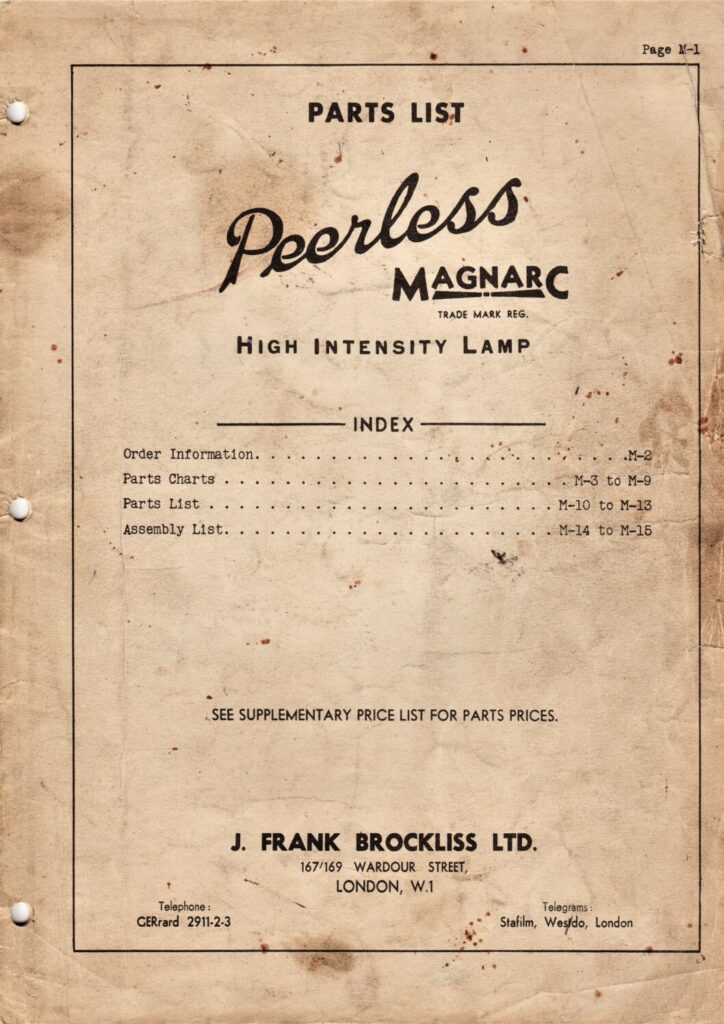 Page M-1
PARTS LIST
Peerless
MAGNARC
TRADE MARK REG.
HIGH INTENSITY LAMP
INDEX
Order Information. . . . . . . . . . . . . . . . . . . . . . . . .M-2
Parts Charts . . . . . . . . . . . . . . . . . . . . . . . M-3 to M-9
Parts List . . . . . . . . . . . . . . . . . . . . . . . M-10 to M-13
Assembly List. . . . . . . . . . . . . . . . . . . . . . M-14 to M-15
SEE SUPPLEMENTARY PRICE LIST FOR PARTS PRICES.
J. FRANK BROCKLISS LTD.
167/169 WARDOUR STREET,
LONDON, W.1
Telephone :
GERrard 2911-2-3
Telegrams :
Stafilm, Wesdo, London